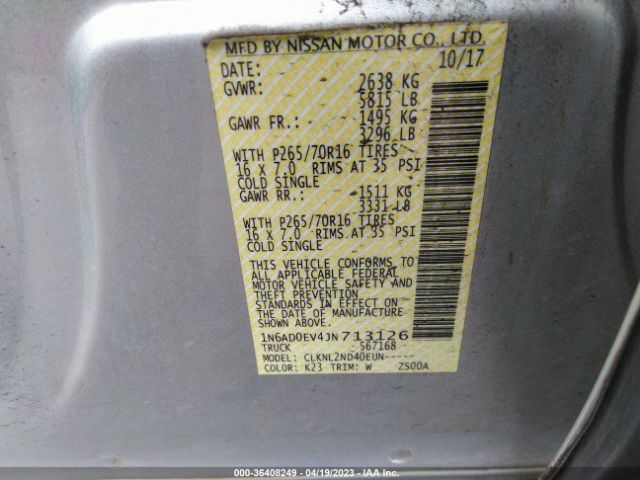 MFD BY NISSAN MOTOR CO., LTD.
DATE: 10/17
GVWR: 2638 KG
5815 LB
GAWR FR.: 1495 KG
3296 LB
WITH P265/70R16 TIRES
16 X 7.0 RIMS AT 35 PSI
COLD SINGLE
GAWR RR.: 1511 KG
3331 LB
WITH P265/70R16 TIRES
16 X 7.0 RIMS AT 35 PSI
COLD SINGLE
THIS VEHICLE CONFORMS TO
ALL APPLICABLE FEDERAL
MOTOR VEHICLE SAFETY AND
THEFT PREVENTION
STANDARDS IN EFFECT ON
THE DATE OF MANUFACTURE
SHOWN ABOVE.
1N6AD0EV4JN713126
TRUCK 567168
MODEL: CLKNL2ND40EUN-----
COLOR: K23 TRIM: W ZS00A
000-36408249 - 04/19/2023 - IAA Inc.